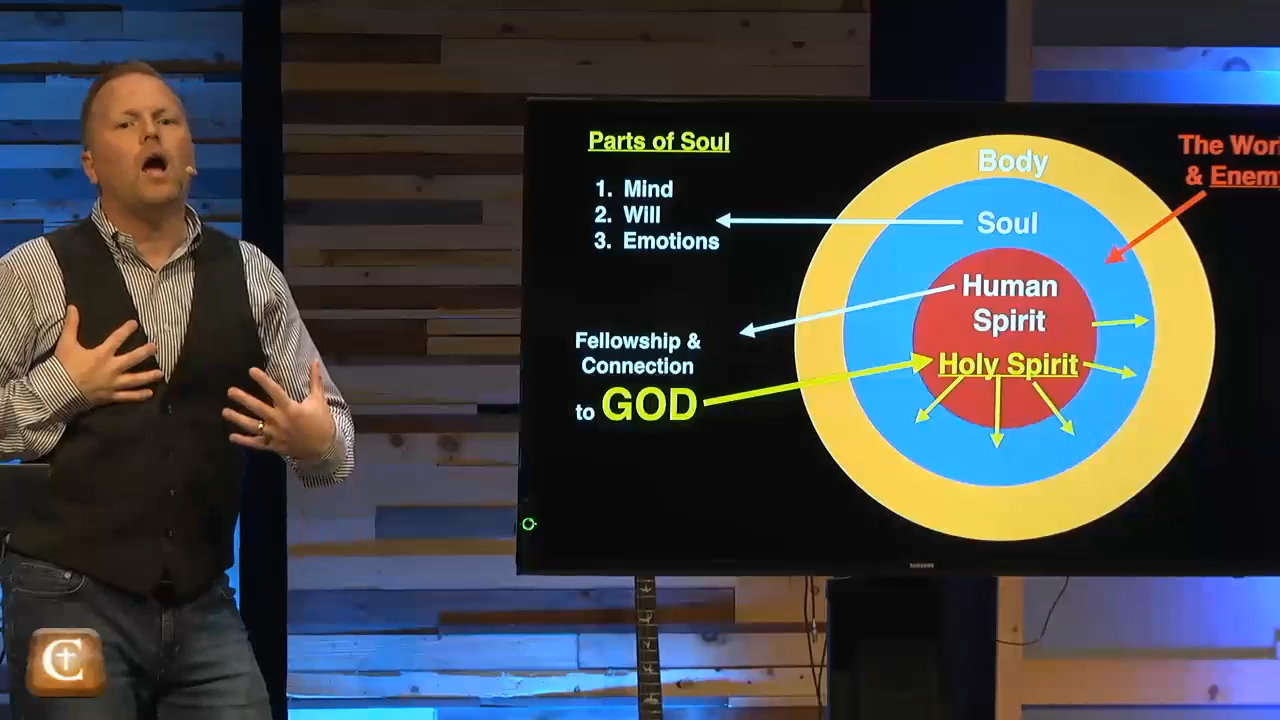 Parts of Soul
1. Mind
2. Will
3. Emotions
Fellowship &
Connection
to GOD
Body
Soul
Human
Spirit
Holy Spirit
The Wor
& Enem
SAMSUNG
C